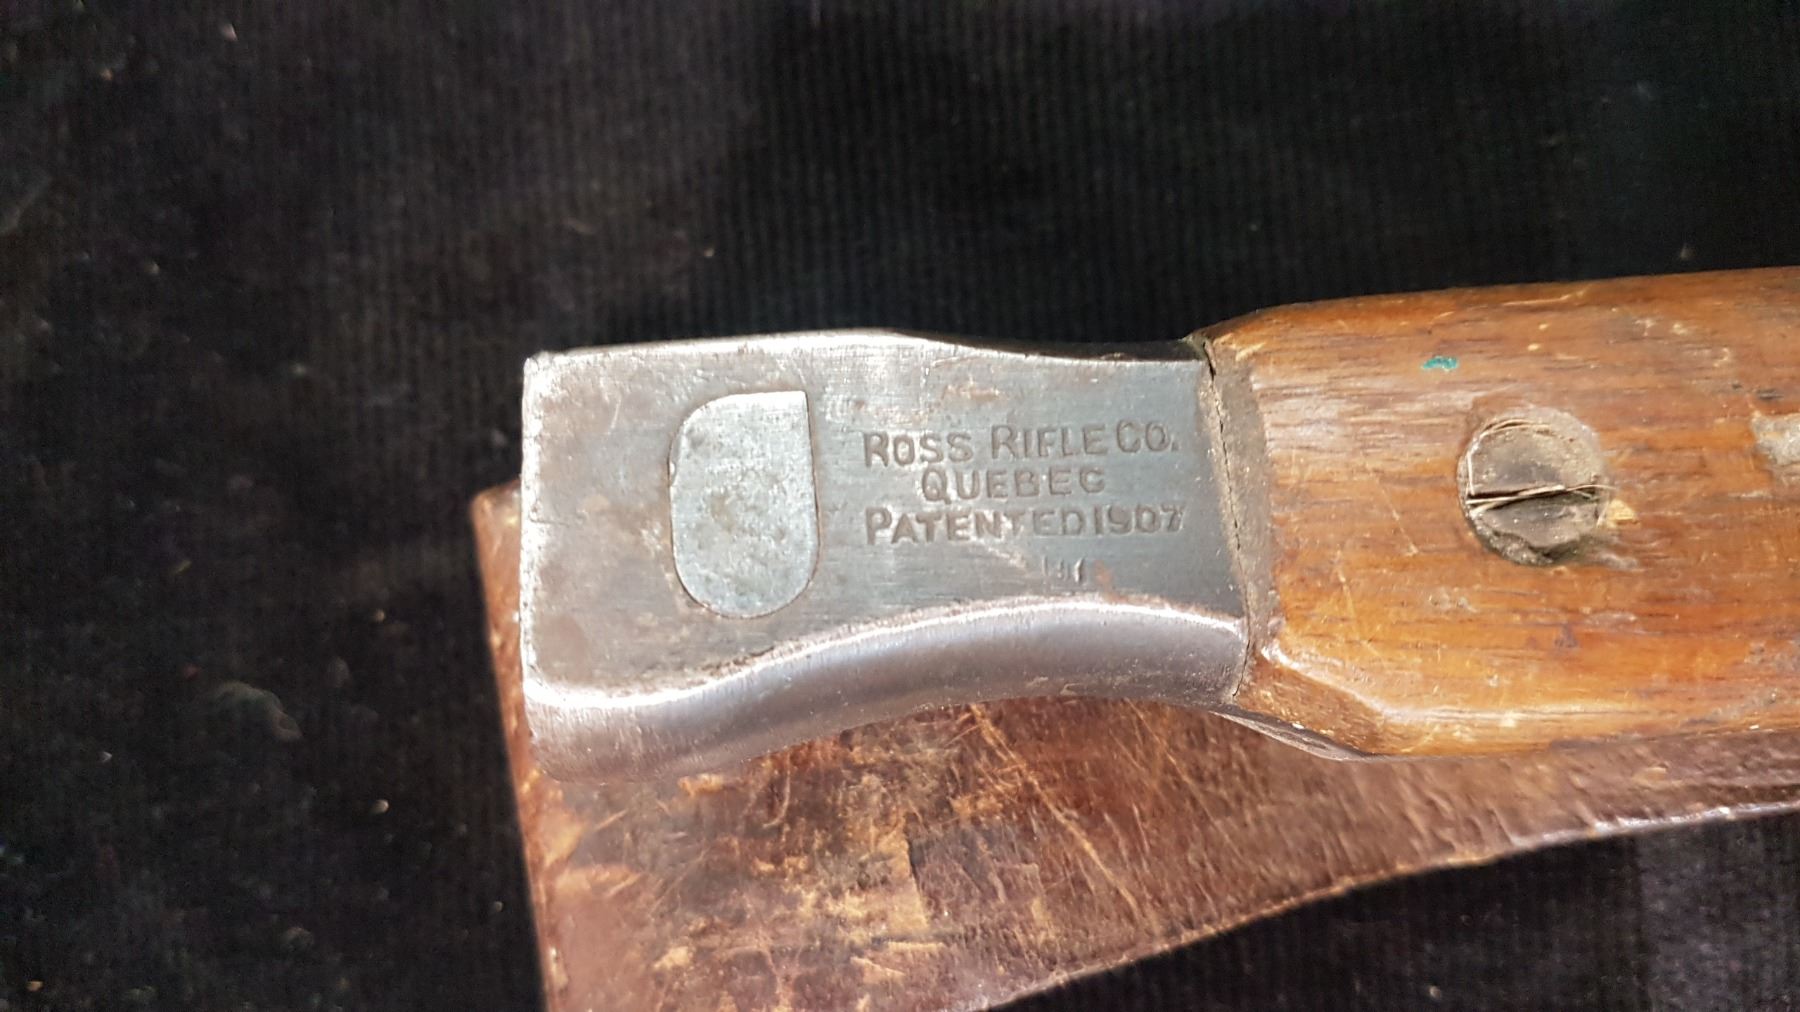 ROSS RIFLE CO.
QUEBEC
PATENTED 1907